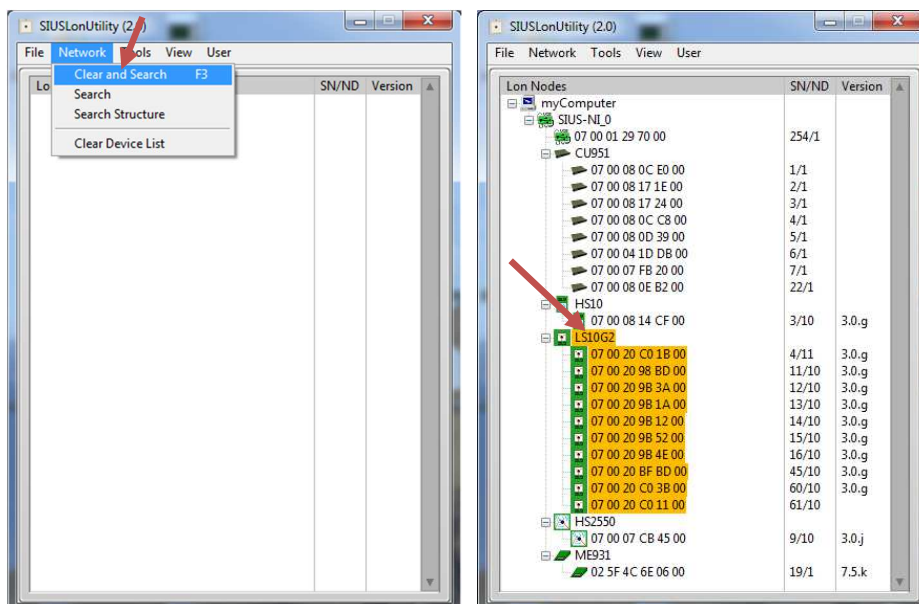 SIUSLonUtility (2.0)
File Network Tools View User
Lo SN/ND Version
Clear and Search F3
Search
Search Structure
Clear Device List
SIUSLonUtility (2.0)
File Network Tools View User
Lon Nodes SN/ND Version
myComputer
SIUS-NI_0
07 00 01 29 70 00 254/1
CU951
07 00 08 0C E0 00 1/1
07 00 08 17 1E 00 2/1
07 00 08 17 24 00 3/1
07 00 08 0C C8 00 4/1
07 00 08 0D 39 00 5/1
07 00 04 1D DB 00 6/1
07 00 07 FB 20 00 7/1
07 00 08 0E B2 00 22/1
HS10
07 00 08 14 CF 00 3/10 3.0.g
LS10G2
07 00 20 C0 1B 00 4/11 3.0.g
07 00 20 98 BD 00 11/10 3.0.g
07 00 20 9B 3A 00 12/10 3.0.g
07 00 20 9B 1A 00 13/10 3.0.g
07 00 20 9B 12 00 14/10 3.0.g
07 00 20 9B 52 00 15/10 3.0.g
07 00 20 9B 4E 00 16/10 3.0.g
07 00 20 BF BD 00 45/10 3.0.g
07 00 20 C0 3B 00 60/10 3.0.g
07 00 20 C0 11 00 61/10
HS2550
07 00 07 CB 45 00 9/10 3.0.j
ME931
02 5F 4C 6E 06 00 19/1 7.5.k